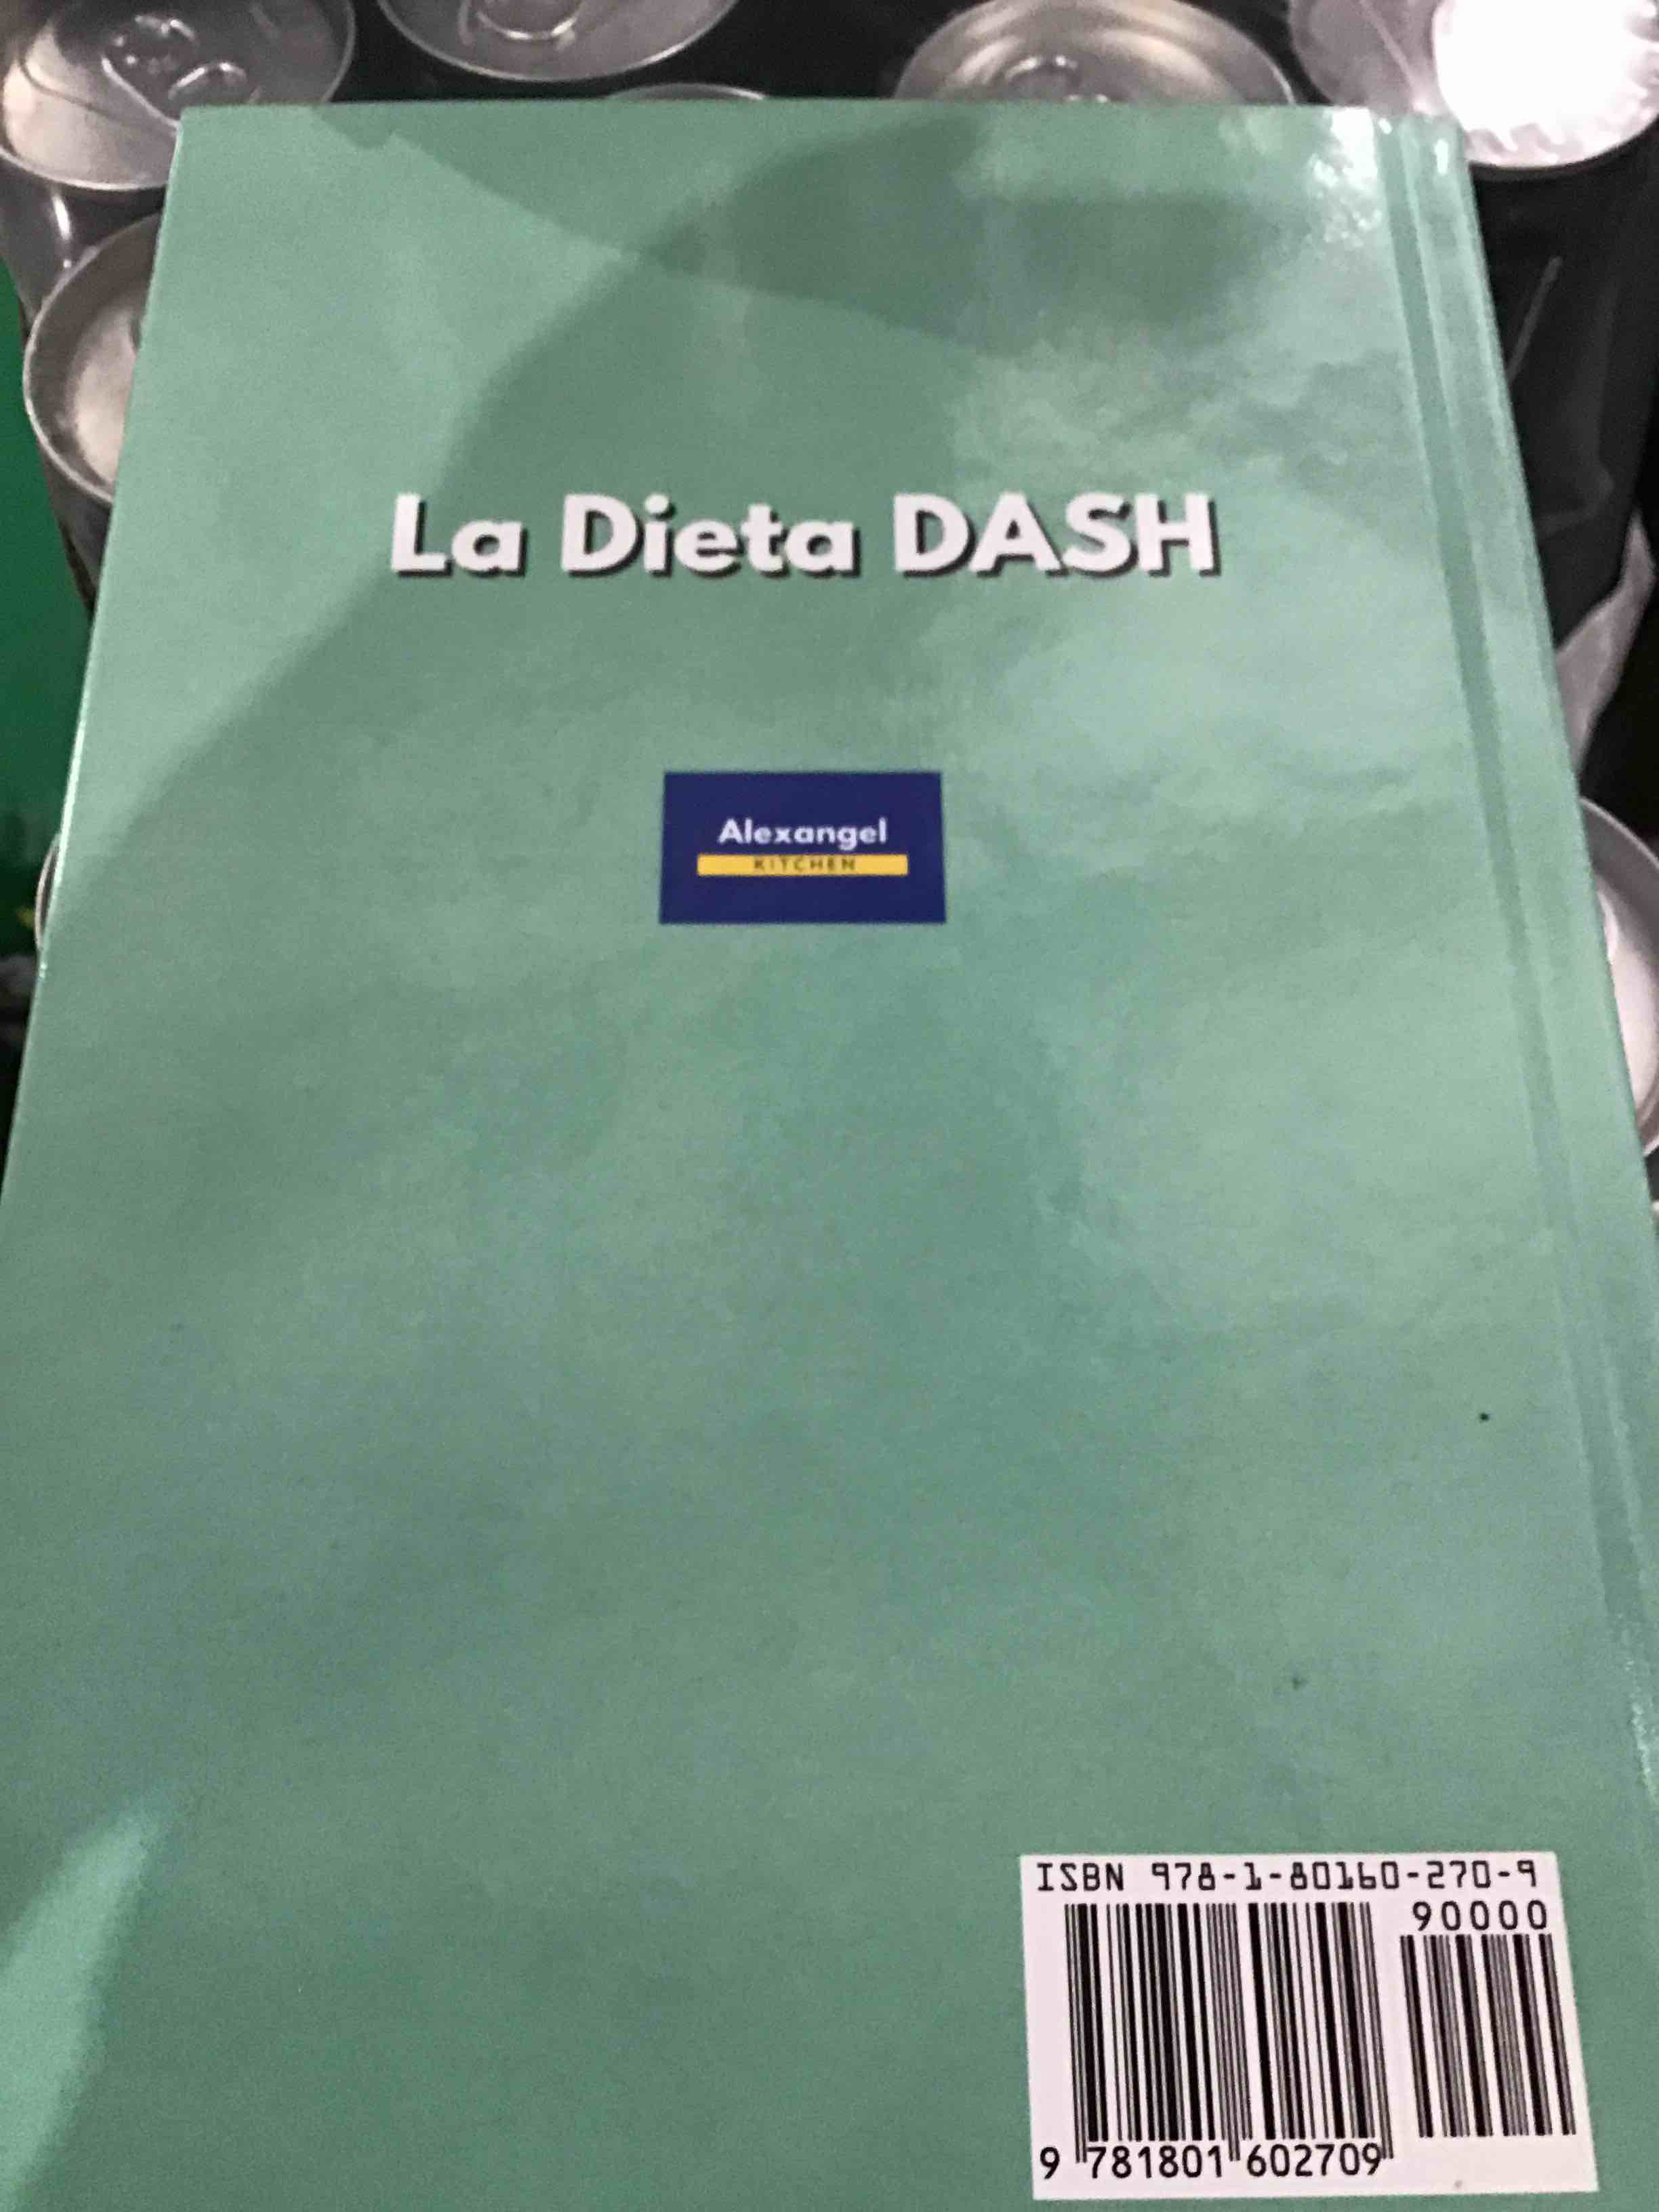 La Dieta DASH
Alexangel
KITCHEN
ISBN 978-1-80160-270-9
90000
9 781801 602709